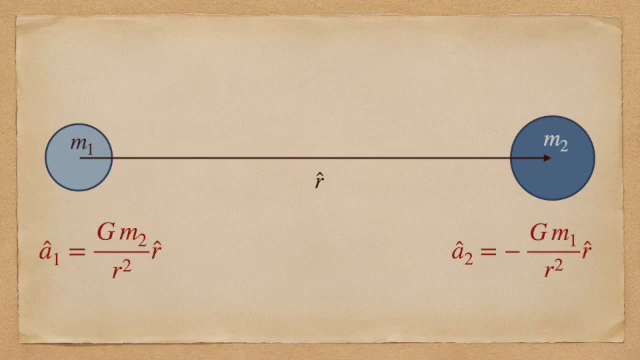 m₁
m₂
r̂
â₁ = G m₂ / r² r̂
â₂ = − G m₁ / r² r̂